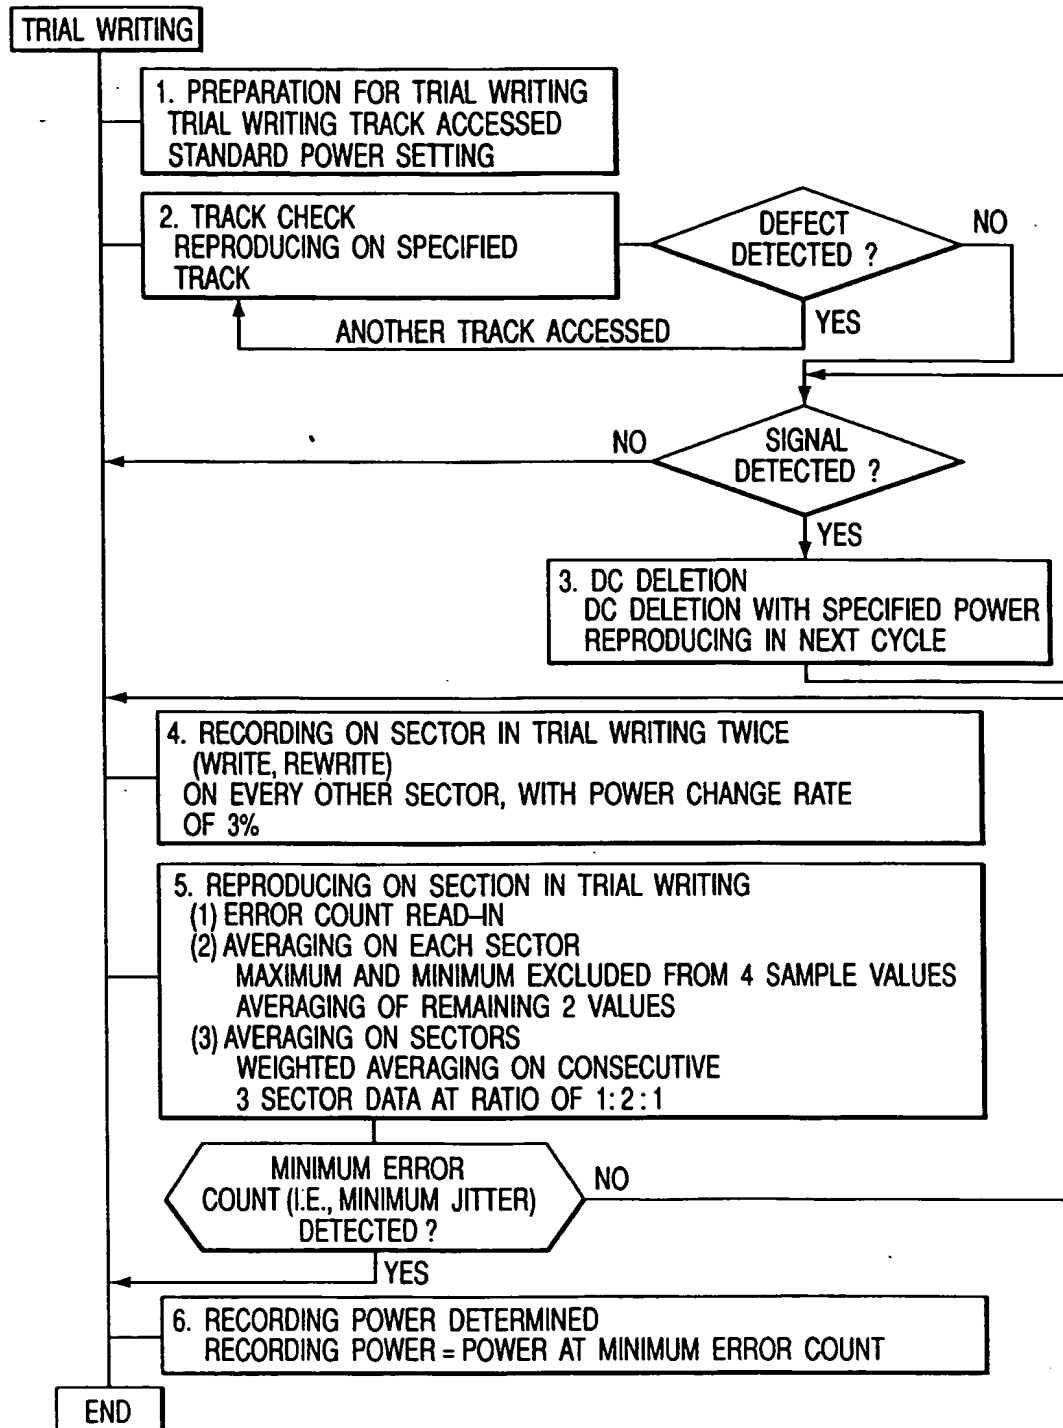 TRIAL WRITING
1. PREPARATION FOR TRIAL WRITING
TRIAL WRITING TRACK ACCESSED
STANDARD POWER SETTING
2. TRACK CHECK
REPRODUCING ON SPECIFIED
TRACK
DEFECT
DETECTED ?
NO
YES
ANOTHER TRACK ACCESSED
NO
SIGNAL
DETECTED ?
YES
3. DC DELETION
DC DELETION WITH SPECIFIED POWER
REPRODUCING IN NEXT CYCLE
4. RECORDING ON SECTOR IN TRIAL WRITING TWICE
(WRITE, REWRITE)
ON EVERY OTHER SECTOR, WITH POWER CHANGE RATE
OF 3%
5. REPRODUCING ON SECTION IN TRIAL WRITING
(1) ERROR COUNT READ-IN
(2) AVERAGING ON EACH SECTOR
MAXIMUM AND MINIMUM EXCLUDED FROM 4 SAMPLE VALUES
AVERAGING OF REMAINING 2 VALUES
(3) AVERAGING ON SECTORS
WEIGHTED AVERAGING ON CONSECUTIVE
3 SECTOR DATA AT RATIO OF 1:2:1
MINIMUM ERROR
COUNT (I.E., MINIMUM JITTER)
DETECTED ?
NO
YES
6. RECORDING POWER DETERMINED
RECORDING POWER = POWER AT MINIMUM ERROR COUNT
END